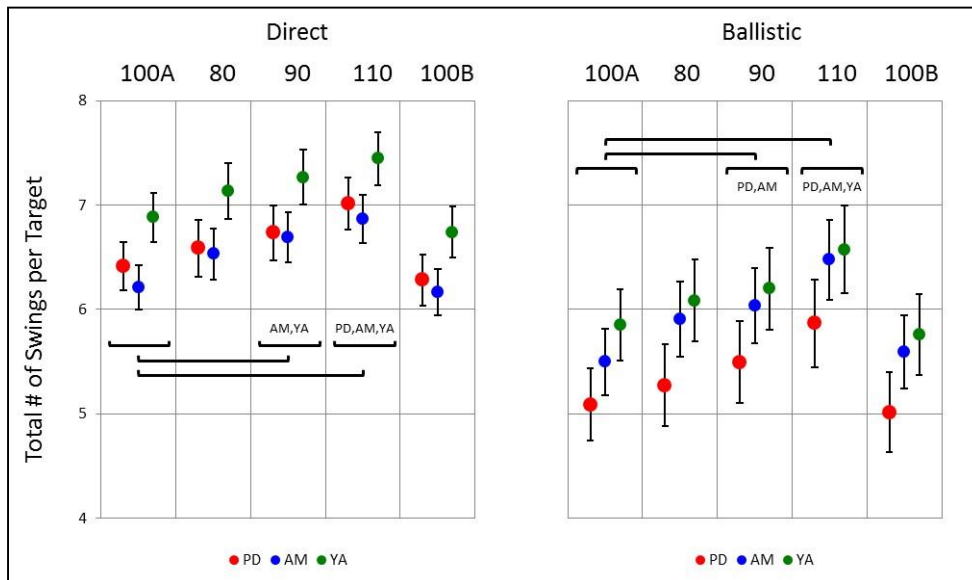 Direct
Ballistic
100A 80 90 110 100B
100A 80 90 110 100B
Total # of Swings per Target
8
7
6
5
4
AM,YA
PD,AM,YA
PD,AM
PD,AM,YA
PD AM YA
PD AM YA